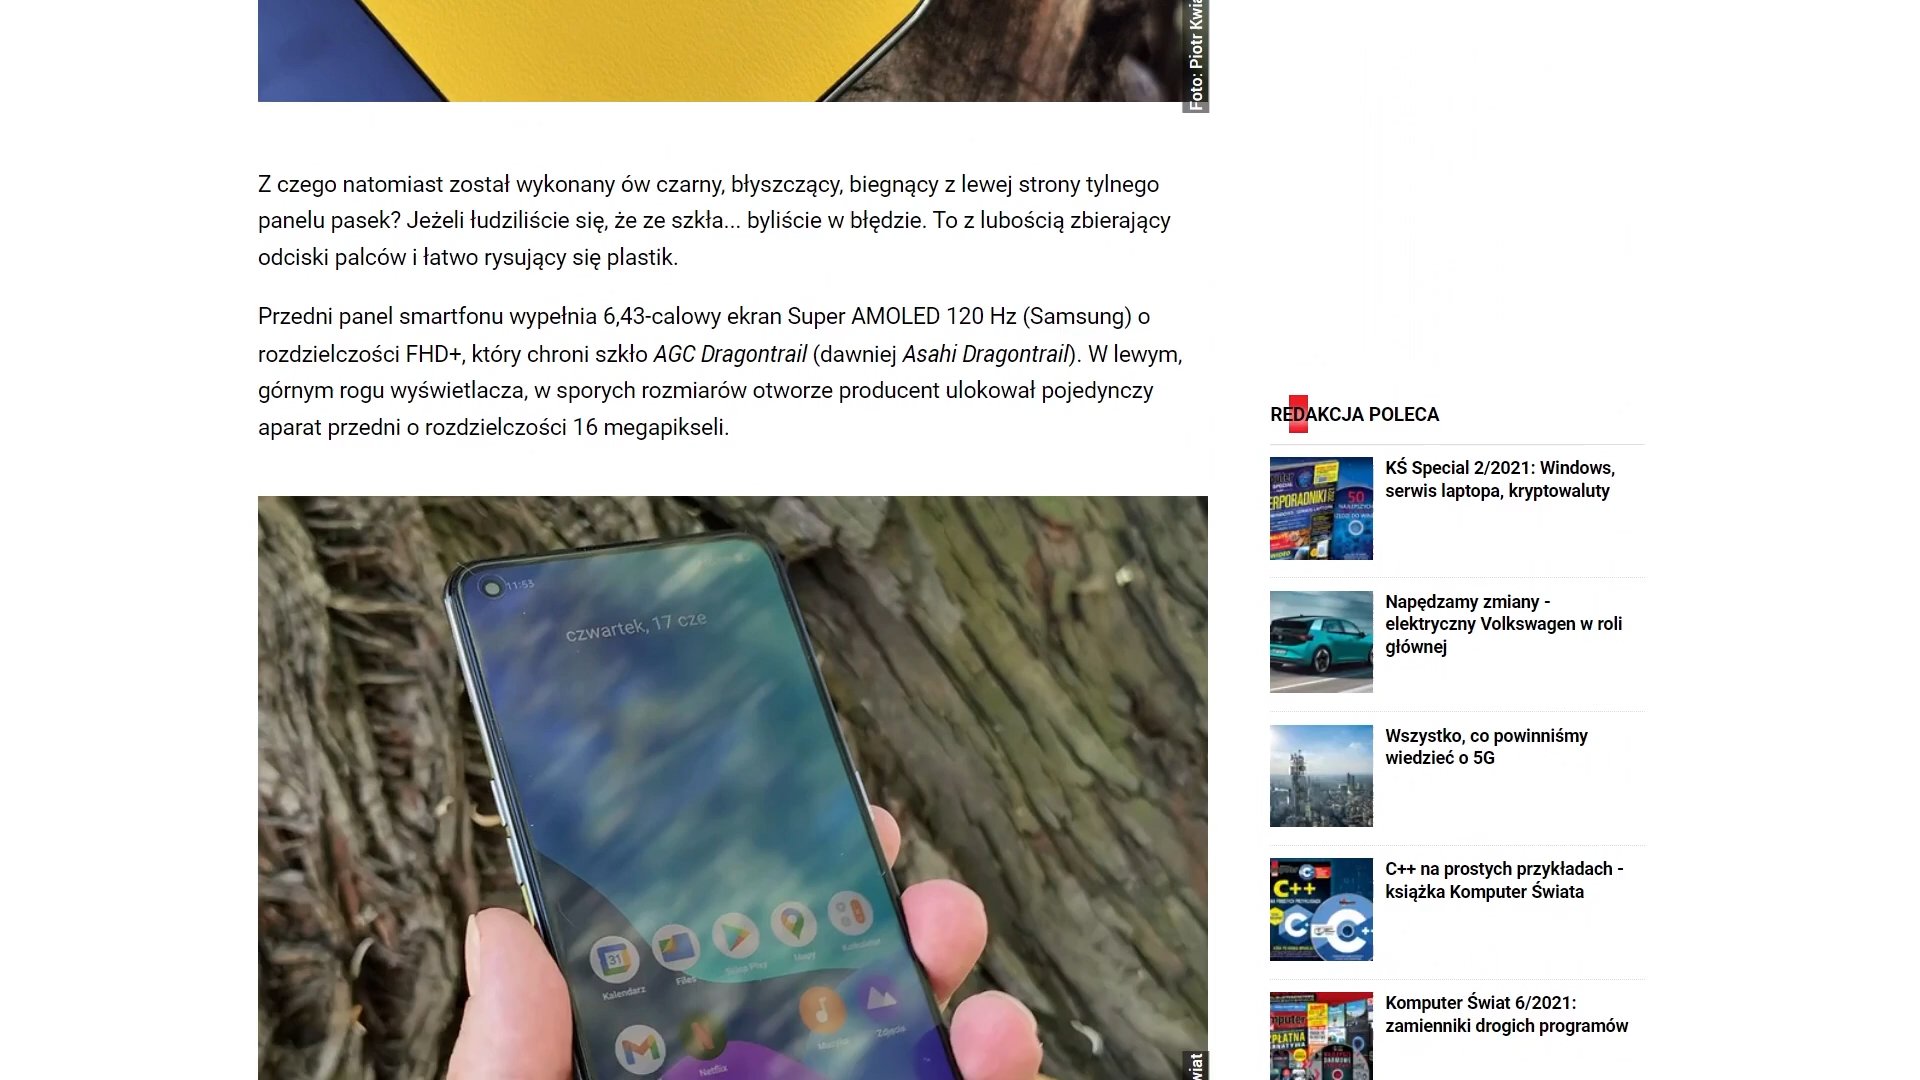 Foto: Piotr
Z czego natomiast został wykonany ów czarny, błyszczący, biegnący z lewej strony tylnego
panelu pasek? Jeżeli łudziliście się, że ze szkła... byliście w błędzie. To z lubością zbierający
odciski palców i łatwo rysujący się plastik.
Przedni panel smartfonu wypełnia 6,43-calowy ekran Super AMOLED 120 Hz (Samsung) o
rozdzielczości FHD+, który chroni szkło AGC Dragontrail (dawniej Asahi Dragontrail). W lewym,
górnym rogu wyświetlacza, w sporych rozmiarów otworze producent ulokował pojedynczy
aparat przedni o rozdzielczości 16 megapikseli.
11:53
czwartek, 17 cze
31
Kalendarz
Files
Sklep Play
Mapy
Kalkulator
Netflix
Muzyka
Zdjęcia
REDAKCJA POLECA
KŚ Special 2/2021: Windows,
serwis laptopa, kryptowaluty
50
Napędzamy zmiany -
elektryczny Volkswagen w roli
głównej
Wszystko, co powinniśmy
wiedzieć o 5G
C++ na prostych przykładach -
książka Komputer Świata
C++
Komputer Świat 6/2021:
zamienniki drogich programów